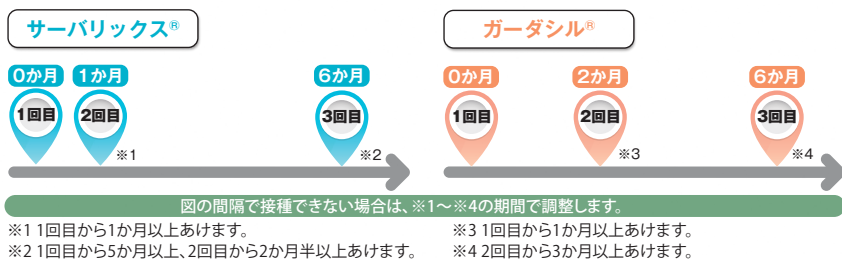 サーバリックス®
ガーダシル®
0か月 1か月 6か月
0か月 2か月 6か月
1回目 2回目 3回目
1回目 2回目 3回目
※1 ※2
※3 ※4
図の間隔で接種できない場合は、※1〜※4の期間で調整します。
※1 1回目から1か月以上あけます。
※2 1回目から5か月以上、2回目から2か月半以上あけます。
※3 1回目から1か月以上あけます。
※4 2回目から3か月以上あけます。